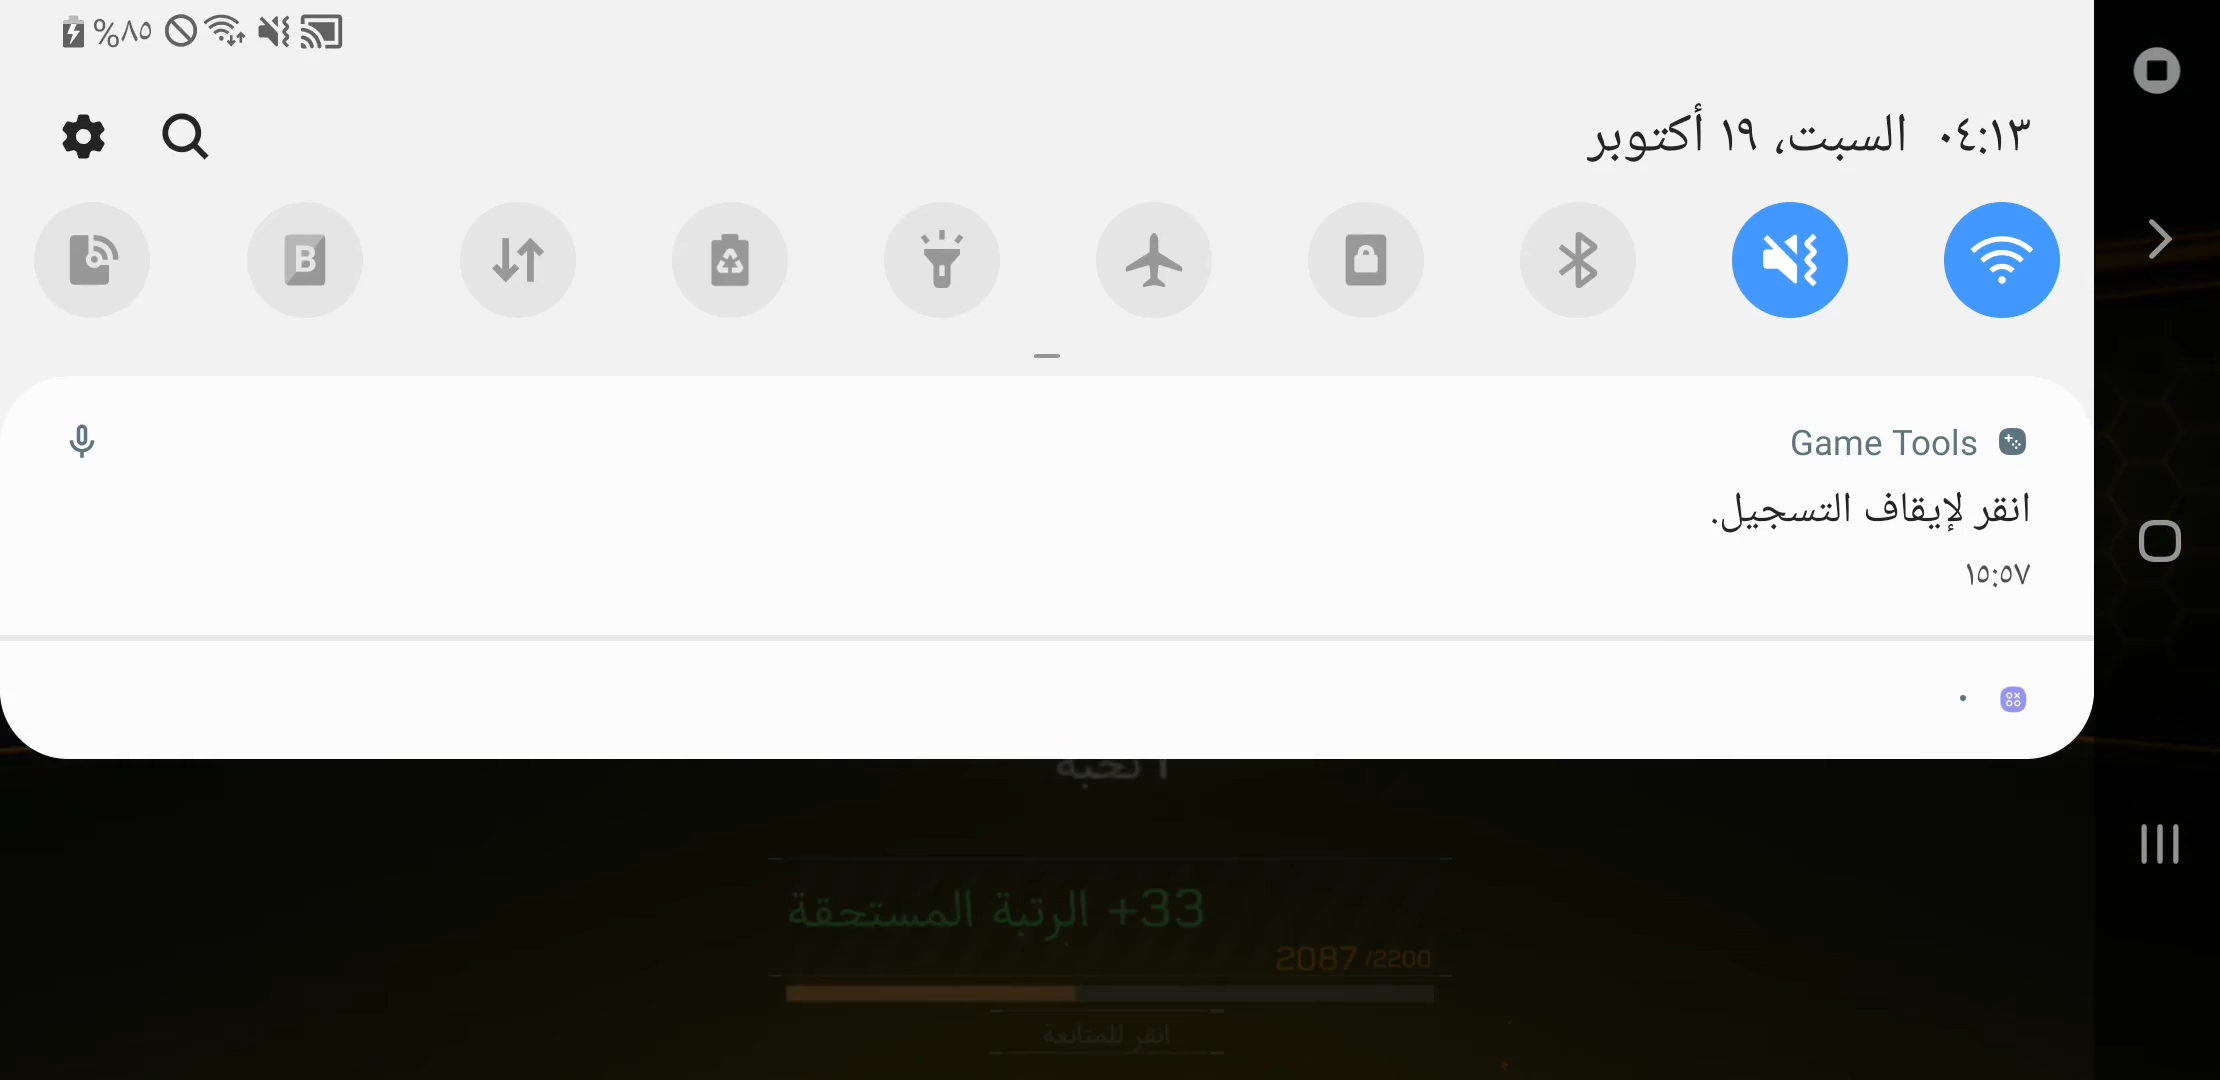 %٨٥
٠٤:١٣ السبت، ١٩ أكتوبر
B
Game Tools
انقر لإيقاف التسجيل.
١٥:٥٧
33+ الرتبة المستحقة
2087 /2200
انقر للمتابعة